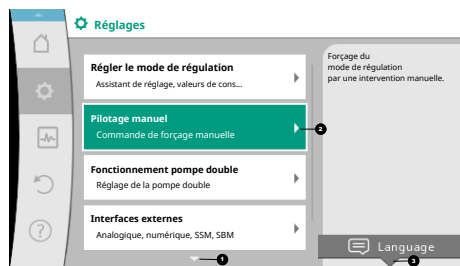 Réglages
Régler le mode de régulation
Assistant de réglage, valeurs de cons...
Pilotage manuel
Commande de forçage manuelle
Fonctionnement pompe double
Réglage de la pompe double
Interfaces externes
Analogique, numérique, SSM, SBM
Forçage du
mode de régulation
par une intervention manuelle.
2
1
Language
3